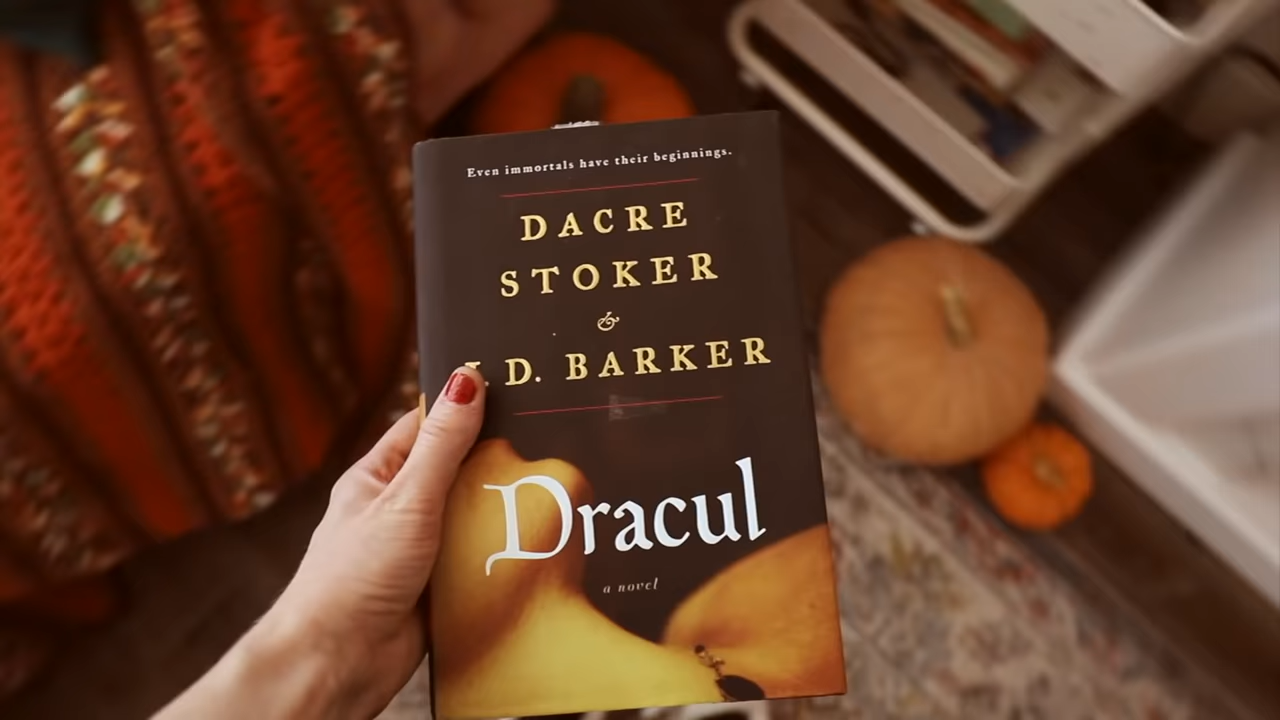 Even immortals have their beginnings.
DACRE
STOKER
&
J.D. BARKER
Dracul
a novel